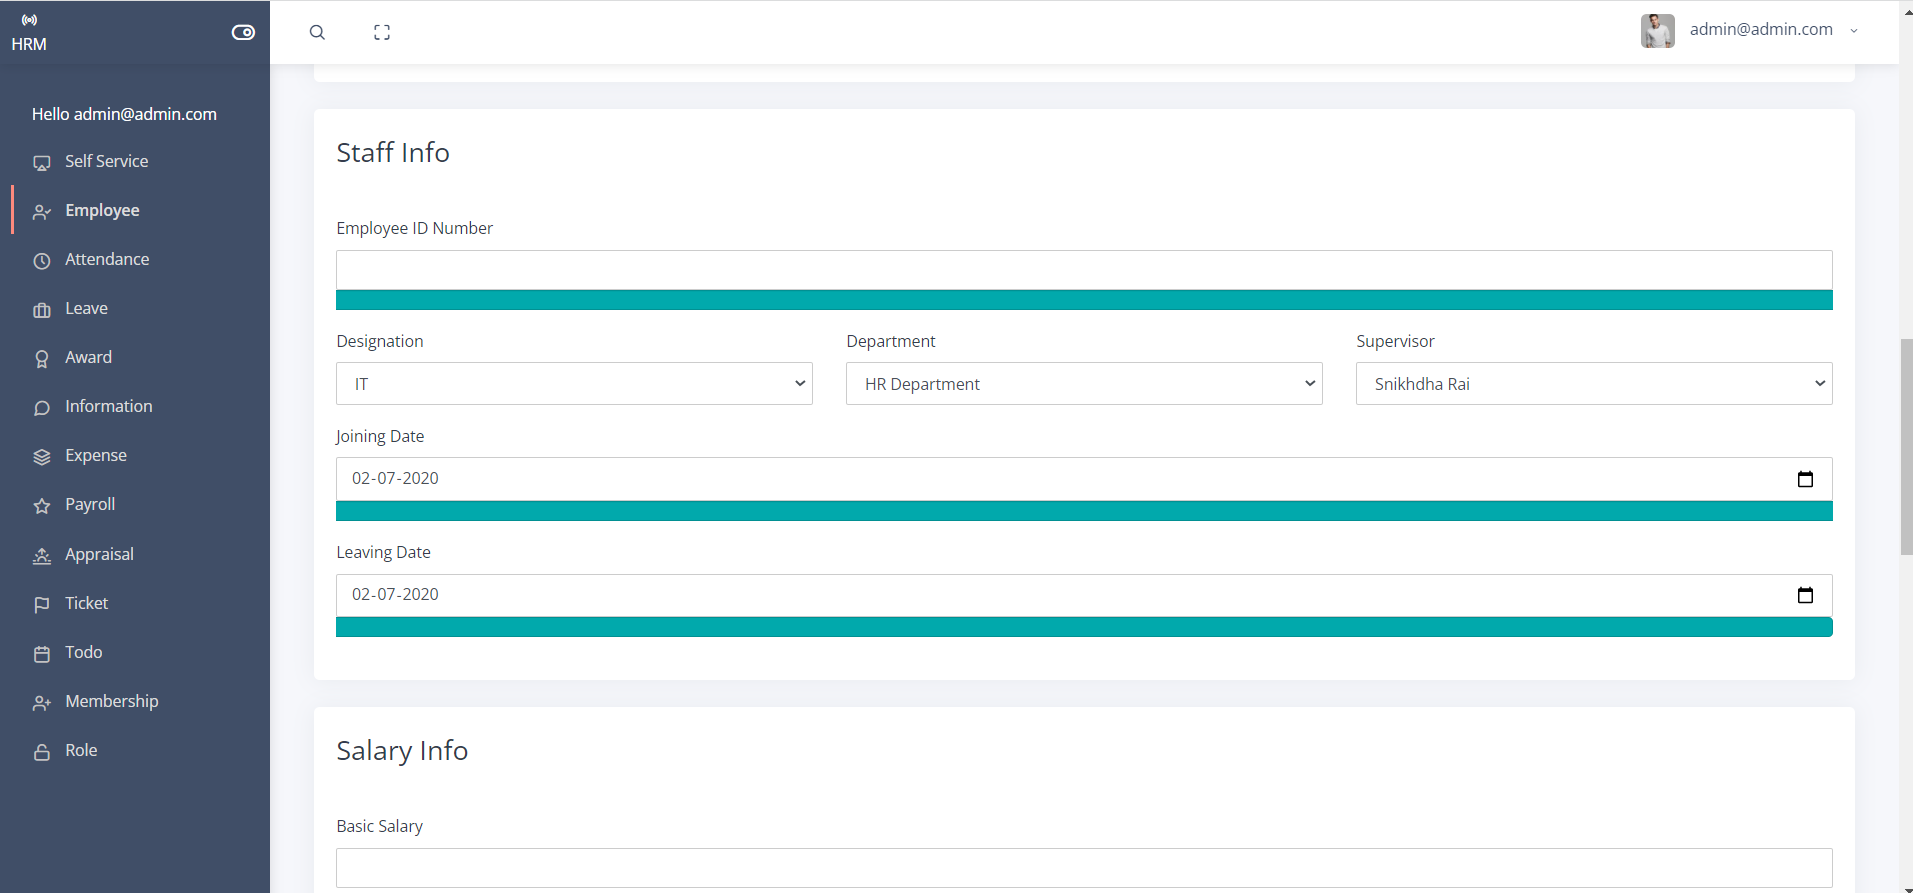 HRM
admin@admin.com
Hello admin@admin.com
Self Service
Employee
Attendance
Leave
Award
Information
Expense
Payroll
Appraisal
Ticket
Todo
Membership
Role
Staff Info
Employee ID Number
Designation
Department
Supervisor
IT
HR Department
Snikhdha Rai
Joining Date
02-07-2020
Leaving Date
02-07-2020
Salary Info
Basic Salary